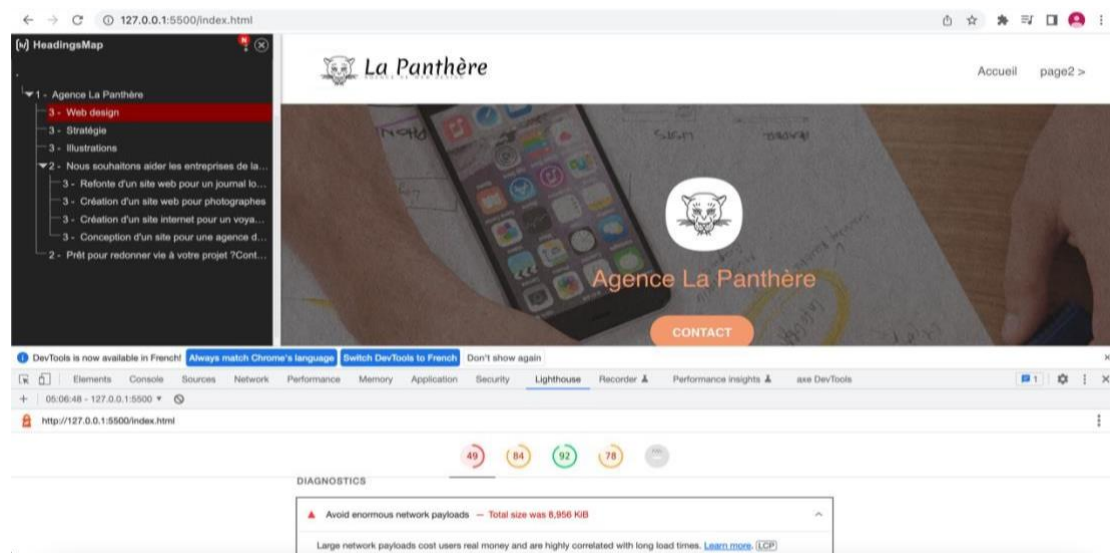 127.0.0.1:5500/index.html
HeadingsMap
1 - Agence La Panthère
3 - Web design
3 - Stratégie
3 - Illustrations
2 - Nous souhaitons aider les entreprises de la...
3 - Refonte d'un site web pour un journal lo...
3 - Création d'un site web pour photographes
3 - Création d'un site internet pour un voya...
3 - Conception d'un site pour une agence d...
2 - Prêt pour redonner vie à votre projet ?Cont...
La Panthère
Accueil page2 >
Agence La Panthère
CONTACT
DevTools is now available in French! Always match Chrome's language Switch DevTools to French Don't show again
Elements Console Sources Network Performance Memory Application Security Lighthouse Recorder Performance insights axe DevTools 1
05:06:48 - 127.0.0.1:5500
http://127.0.0.1:5500/index.html
49 84 92 78
DIAGNOSTICS
Avoid enormous network payloads — Total size was 8,956 KiB
Large network payloads cost users real money and are highly correlated with long load times. Learn more. LCP